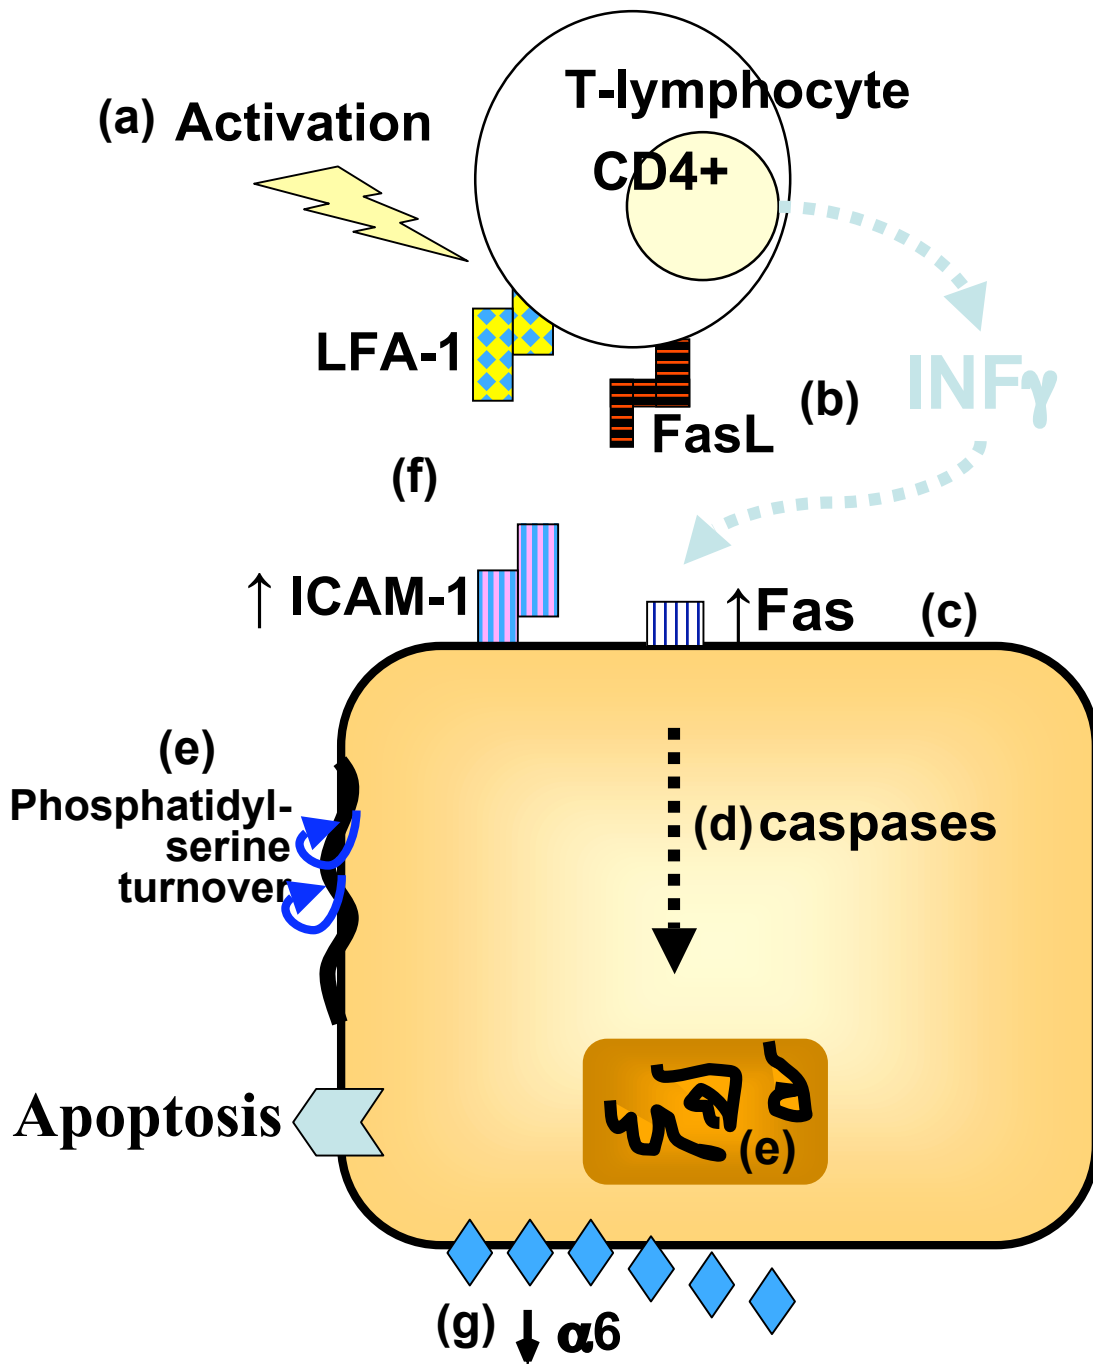 T-lymphocyte
(a) Activation
CD4+
LFA-1
INFγ
(b)
FasL
(f)
↑ ICAM-1
↑Fas
(c)
(e)
Phosphatidyl-
serine
turnover
(d) caspases
Apoptosis
(e)
(g) ↓ α6